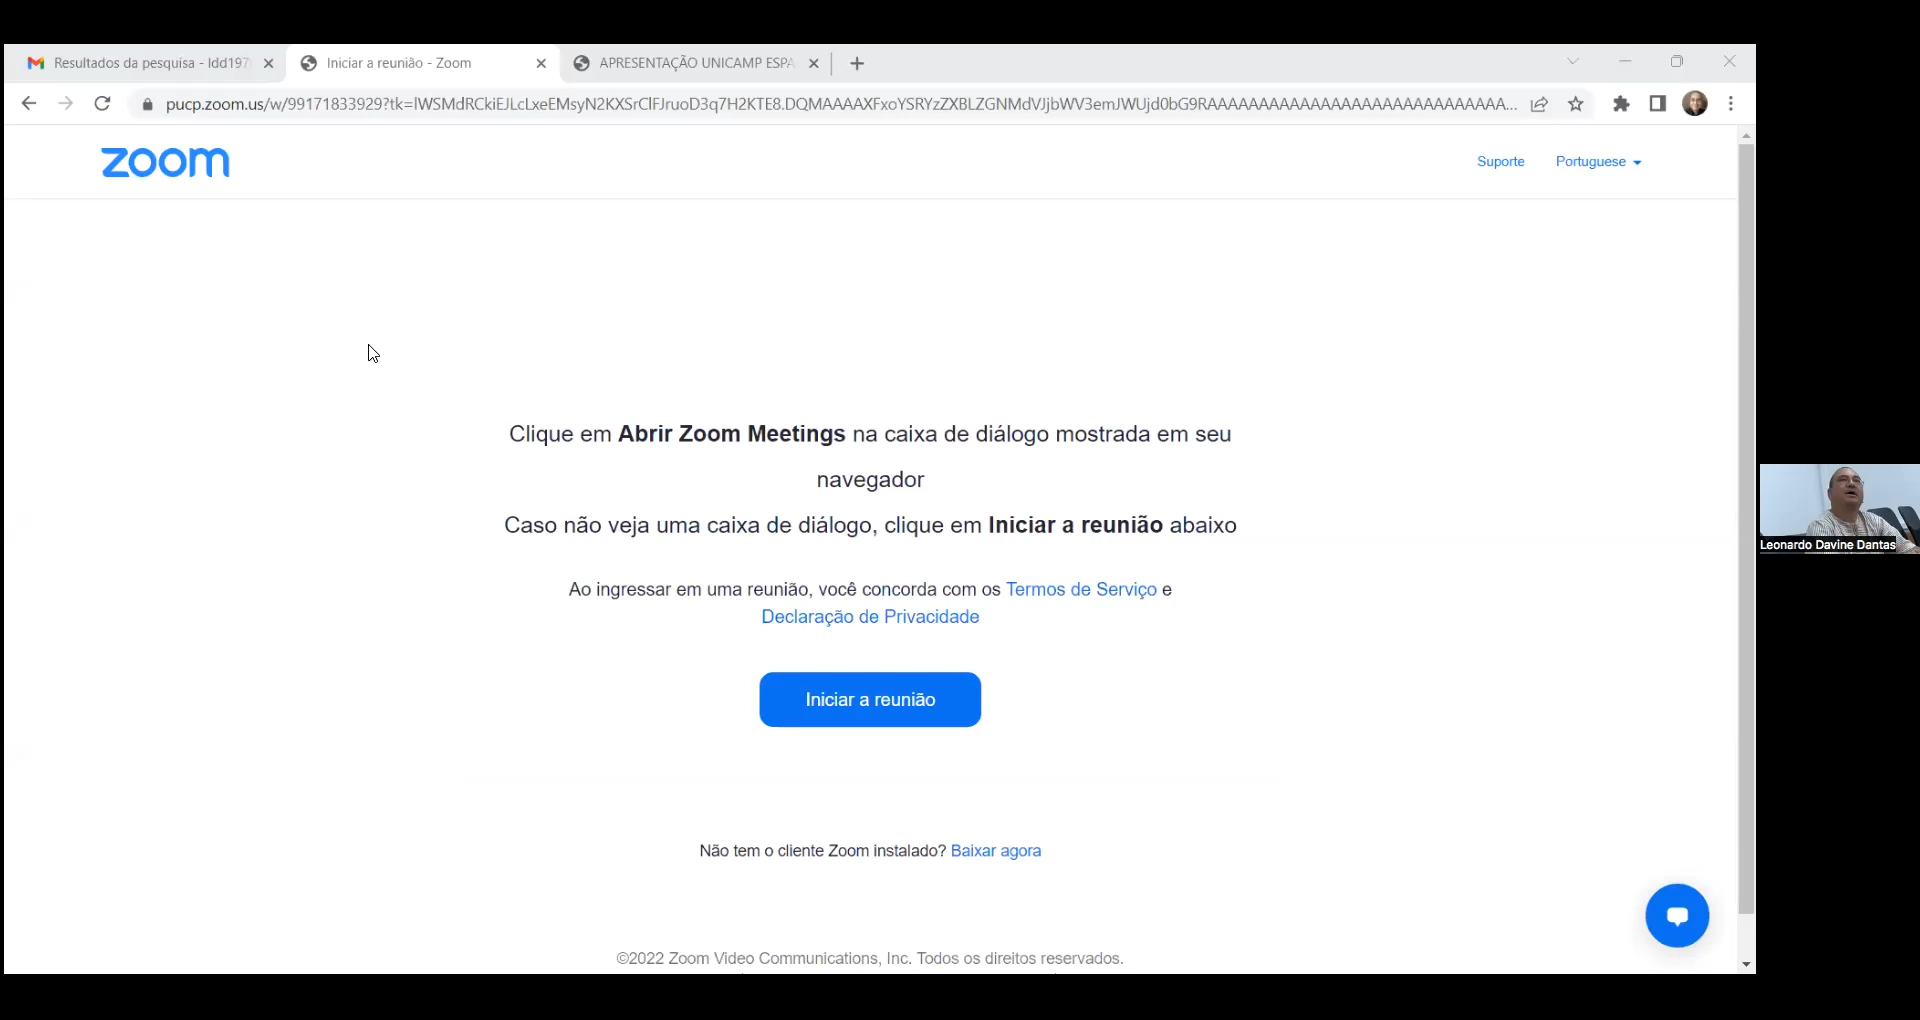 Resultados da pesquisa - ldd197
Iniciar a reunião - Zoom
APRESENTAÇÃO UNICAMP ESPA
pucp.zoom.us/w/99171833929?tk=
zoom
Suporte
Portuguese
Clique em Abrir Zoom Meetings na caixa de diálogo mostrada em seu
navegador
Caso não veja uma caixa de diálogo, clique em Iniciar a reunião abaixo
Ao ingressar em uma reunião, você concorda com os Termos de Serviço e
Declaração de Privacidade
Iniciar a reunião
Leonardo Davine Dantas
Não tem o cliente Zoom instalado? Baixar agora
©2022 Zoom Video Communications, Inc. Todos os direitos reservados.